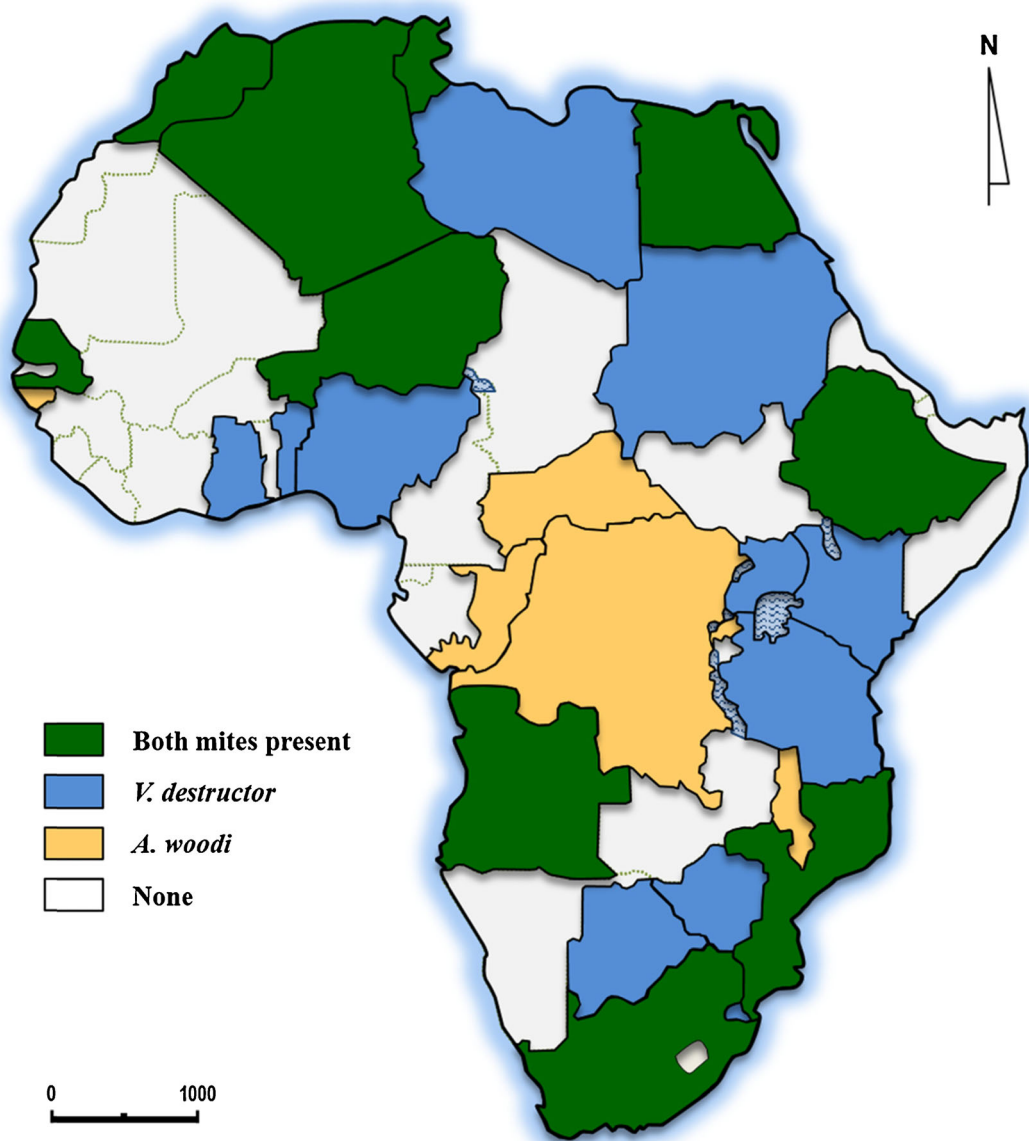 N
Both mites present
V. destructor
A. woodi
None
0 1000